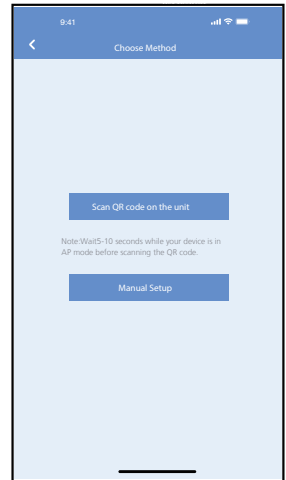 9:41
Choose Method
Scan QR code on the unit
Note:Wait5-10 seconds while your device is in
AP mode before scanning the QR code.
Manual Setup